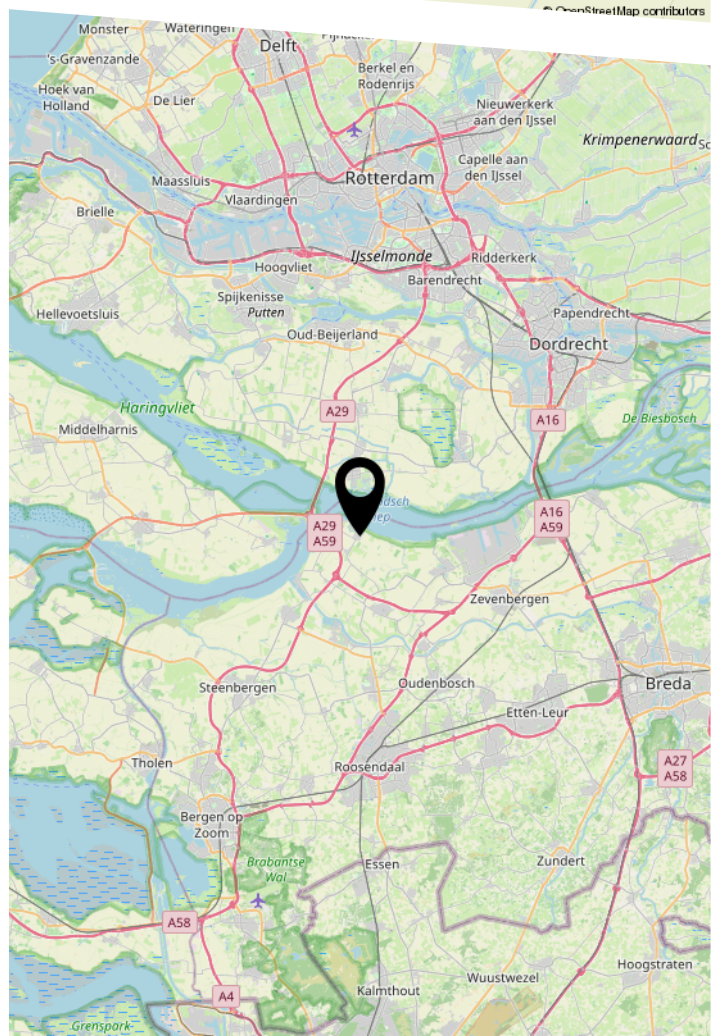 © OpenStreetMap contributors
Monster
Wateringen
Delft
's-Gravenzande
Berkel en
Rodenrijs
Hoek van
Holland
De Lier
Nieuwerkerk
aan den IJssel
Krimpenerwaard
Capelle aan
den IJssel
Maassluis
Rotterdam
Vlaardingen
Brielle
IJsselmonde
Ridderkerk
Hoogvliet
Barendrecht
Spijkenisse
Putten
Hellevoetsluis
Papendrecht
Oud-Beijerland
Dordrecht
Haringvliet
A29
A16
De Biesbosch
Middelharnis
A29
A59
A16
A59
Zevenbergen
Steenbergen
Oudenbosch
Breda
Etten-Leur
Tholen
Roosendaal
A27
A58
Bergen op
Zoom
Brabantse
Wal
Essen
Zundert
A58
Hoogstraten
Wuustwezel
Kalmthout
A4
Grenspark